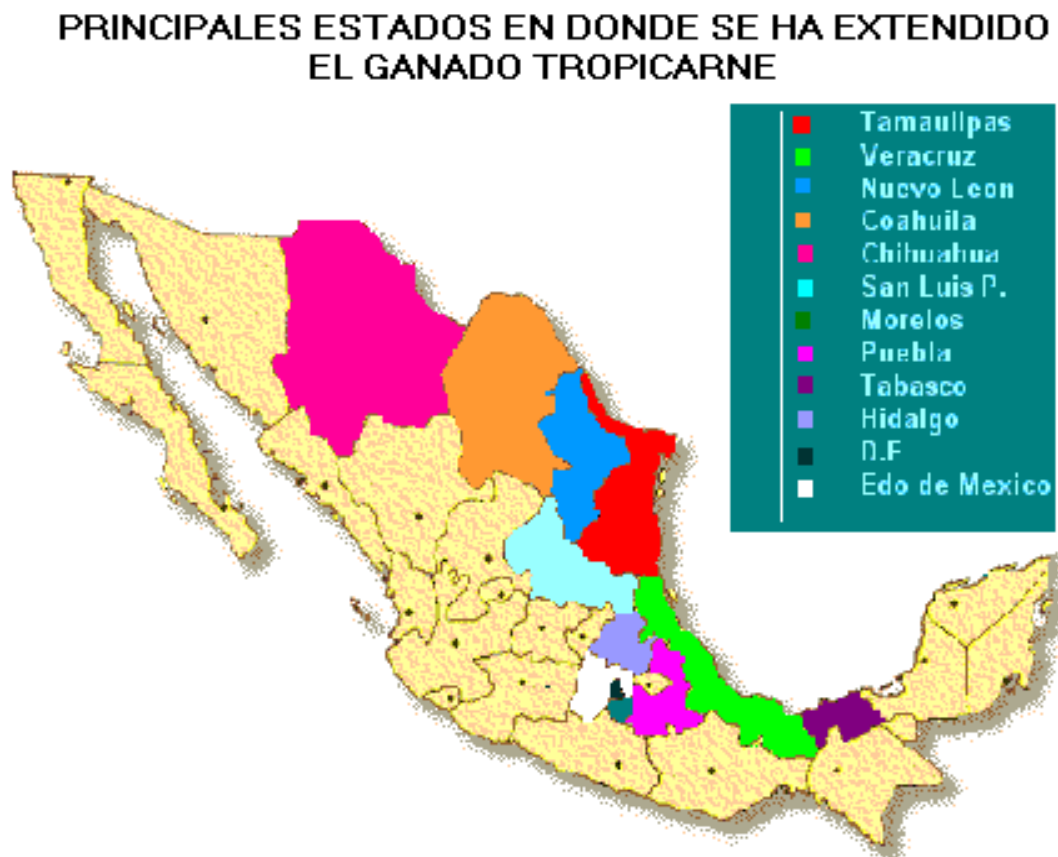 PRINCIPALES ESTADOS EN DONDE SE HA EXTENDIDO
EL GANADO TROPICARNE
Tamaulipas
Veracruz
Nuevo Leon
Coahuila
Chihuahua
San Luis P.
Morelos
Puebla
Tabasco
Hidalgo
D.F
Edo de Mexico